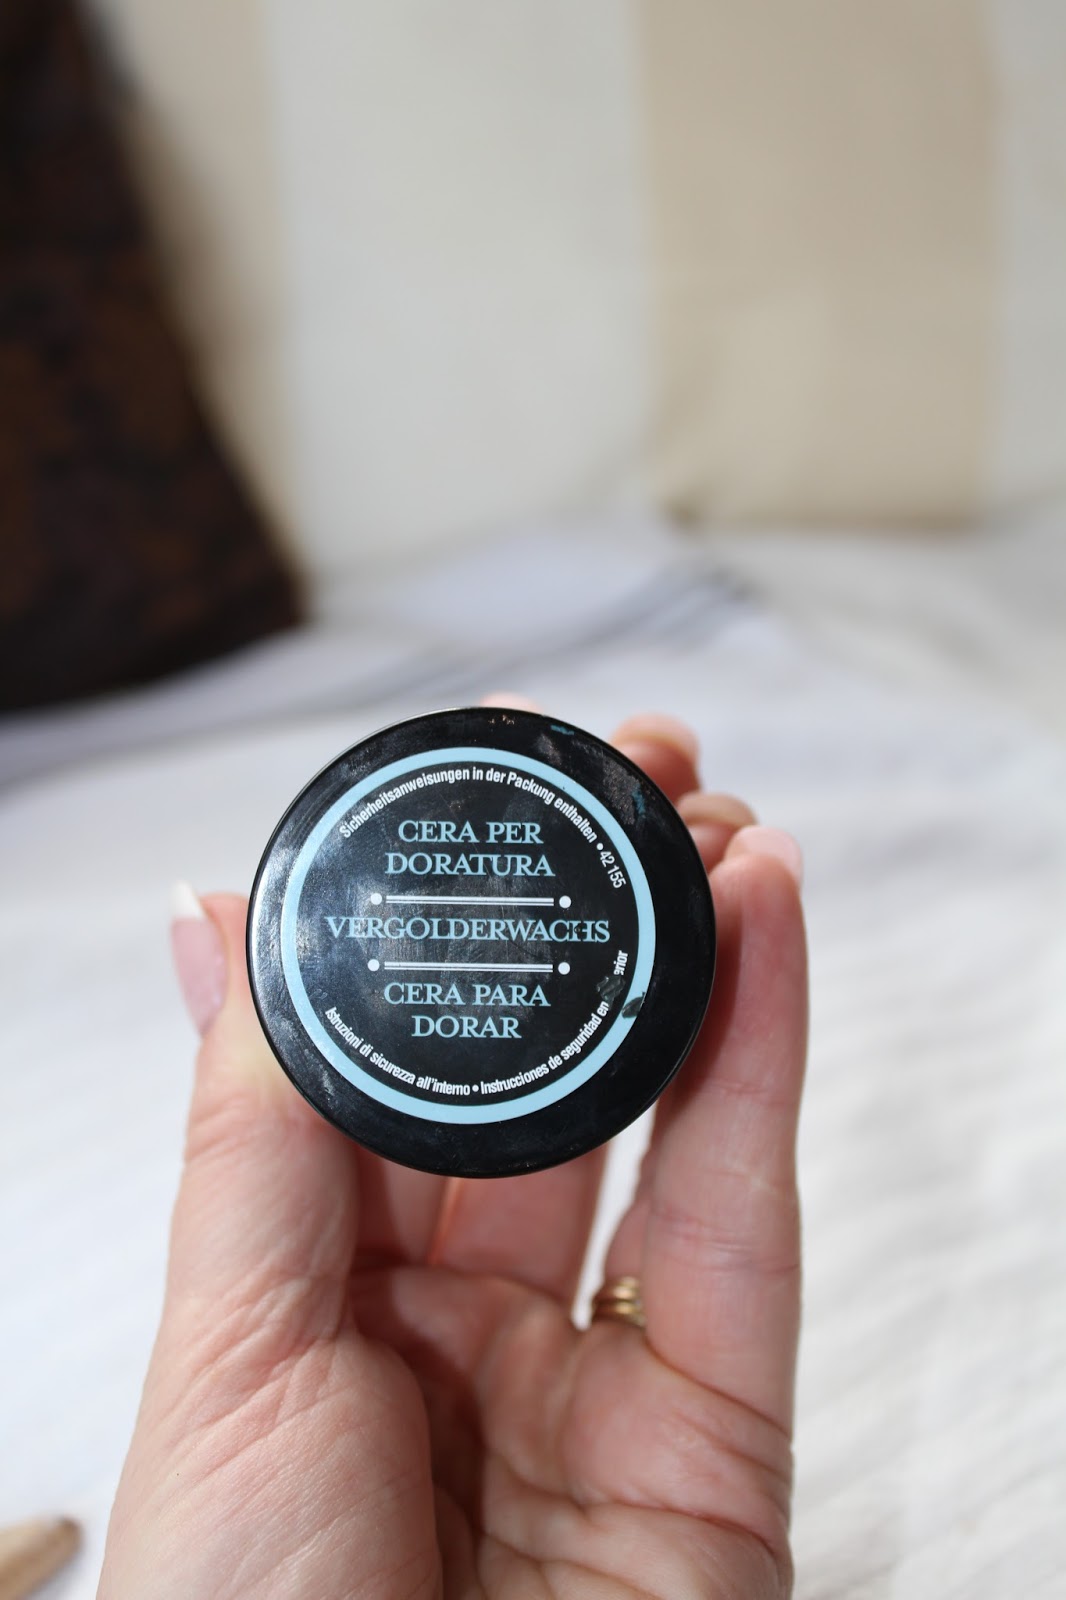 Sicherheitsanweisungen in der Packung enthalten • 42 155
CERA PER
DORATURA
VERGOLDERWACHS
CERA PARA
DORAR
Istruzioni di sicurezza all'interno • Instrucciones de seguridad en